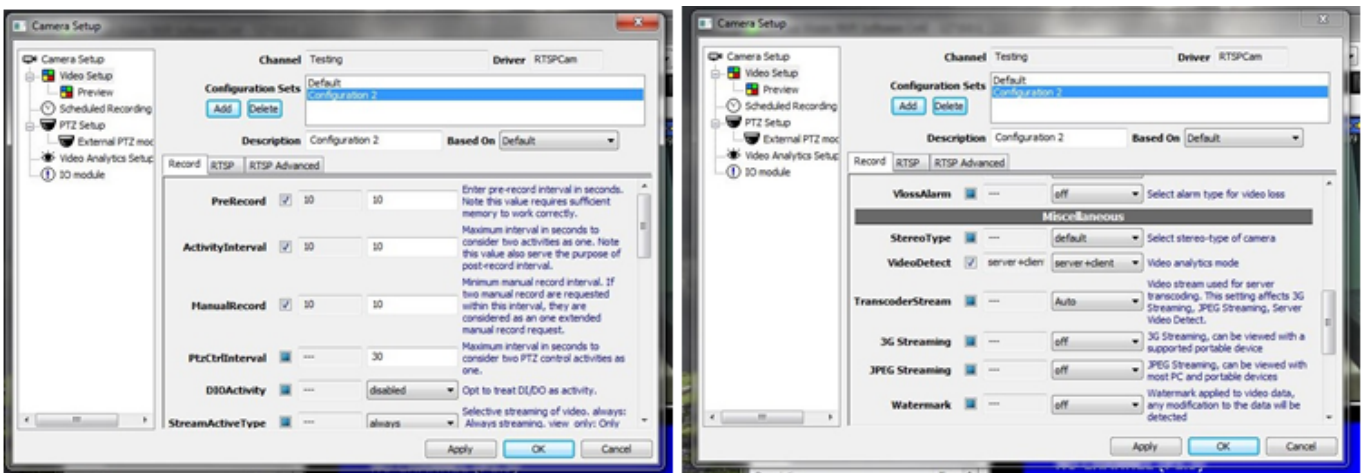 Camera Setup
Camera Setup
Video Setup
Preview
Scheduled Recording
PTZ Setup
External PTZ mod
Video Analytics Setup
IO module
Channel Testing Driver RTSPCam
Configuration Sets
Default
Configuration 2
Add Delete
Description Configuration 2 Based On Default
Record RTSP RTSP Advanced
PreRecord 10 10
Enter pre-record interval in seconds.
Note this value requires sufficient
memory to work correctly.
ActivityInterval 10 10
Maximum interval in seconds to
consider two activities as one. Note
this value also serve the purpose of
post-record interval.
ManualRecord 10 10
Minimum manual record interval. If
two manual record are requested
within this interval, they are
considered as an one extended
manual record request.
PtzCtrlInterval --- 30
Maximum interval in seconds to
consider two PTZ control activities as
one.
DIOActivity --- disabled Opt to treat DI/DO as activity.
StreamActiveType --- always
Selective streaming of video. always:
Always streaming, view only: Only
Apply OK Cancel
Camera Setup
Camera Setup
Video Setup
Preview
Scheduled Recording
PTZ Setup
External PTZ mod
Video Analytics Setup
IO module
Channel Testing Driver RTSPCam
Configuration Sets
Default
Configuration 2
Add Delete
Description Configuration 2 Based On Default
Record RTSP RTSP Advanced
VlossAlarm --- off Select alarm type for video loss
Miscellaneous
StereoType --- default Select stereo-type of camera
VideoDetect server+client server+client Video analytics mode
TranscoderStream --- Auto
Video stream used for server
transcoding. This setting affects 3G
Streaming, JPEG Streaming, Server
Video Detect.
3G Streaming --- off
3G Streaming, can be viewed with a
supported portable device
JPEG Streaming --- off
JPEG Streaming, can be viewed with
most PC and portable devices
Watermark --- off
Watermark applied to video data,
any modification to the data will be
detected
Apply OK Cancel